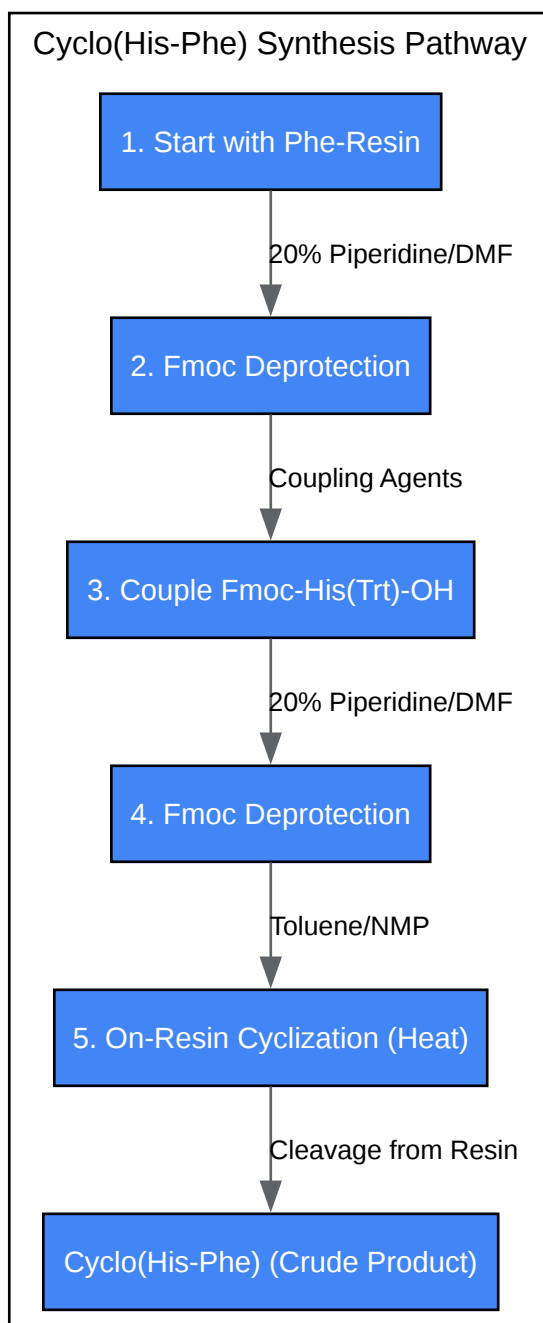 Cyclo(His-Phe) Synthesis Pathway
1. Start with Phe-Resin
20% Piperidine/DMF
2. Fmoc Deprotection
Coupling Agents
3. Couple Fmoc-His(Trt)-OH
20% Piperidine/DMF
4. Fmoc Deprotection
Toluene/NMP
5. On-Resin Cyclization (Heat)
Cleavage from Resin
Cyclo(His-Phe) (Crude Product)